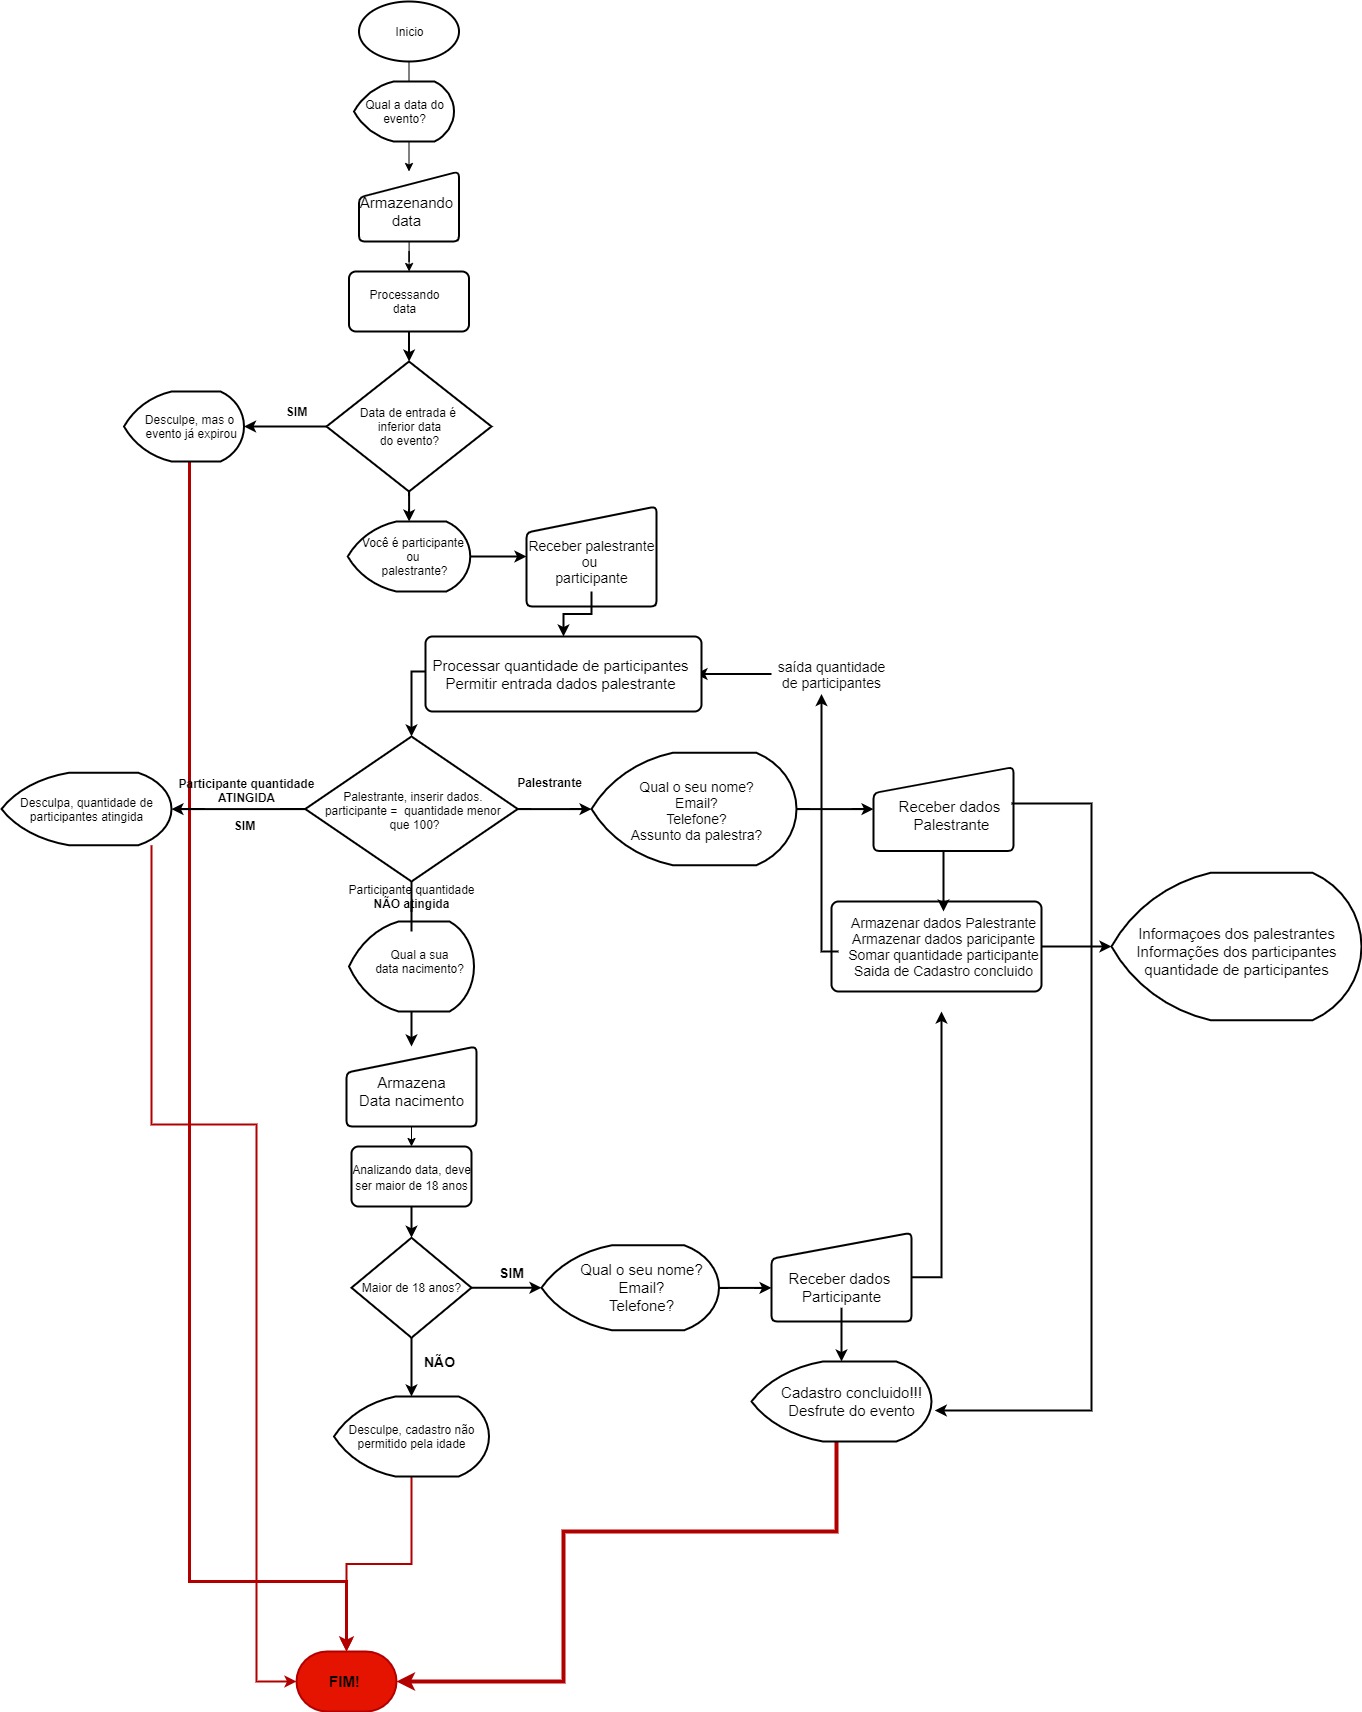 Inicio
Qual a data do
evento?
Armazenando
data
Processando
data
Data de entrada é
inferior data
do evento?
SIM
Desculpe, mas o
evento já expirou
Você é participante
ou
palestrante?
Receber palestrante
ou
participante
Processar quantidade de participantes
Permitir entrada dados palestrante
saída quantidade
de participantes
Palestrante, inserir dados.
participante = quantidade menor
que 100?
Participante quantidade
ATINGIDA
SIM
Desculpa, quantidade de
participantes atingida
Palestrante
Qual o seu nome?
Email?
Telefone?
Assunto da palestra?
Receber dados
Palestrante
Armazenar dados Palestrante
Armazenar dados paricipante
Somar quantidade participante
Saida de Cadastro concluido
Informaçoes dos palestrantes
Informações dos participantes
quantidade de participantes
Participante quantidade
NÃO atingida
Qual a sua
data nacimento?
Armazena
Data nacimento
Analizando data, deve
ser maior de 18 anos
Maior de 18 anos?
SIM
Qual o seu nome?
Email?
Telefone?
Receber dados
Participante
NÃO
Desculpe, cadastro não
permitido pela idade
Cadastro concluido!!!
Desfrute do evento
FIM!